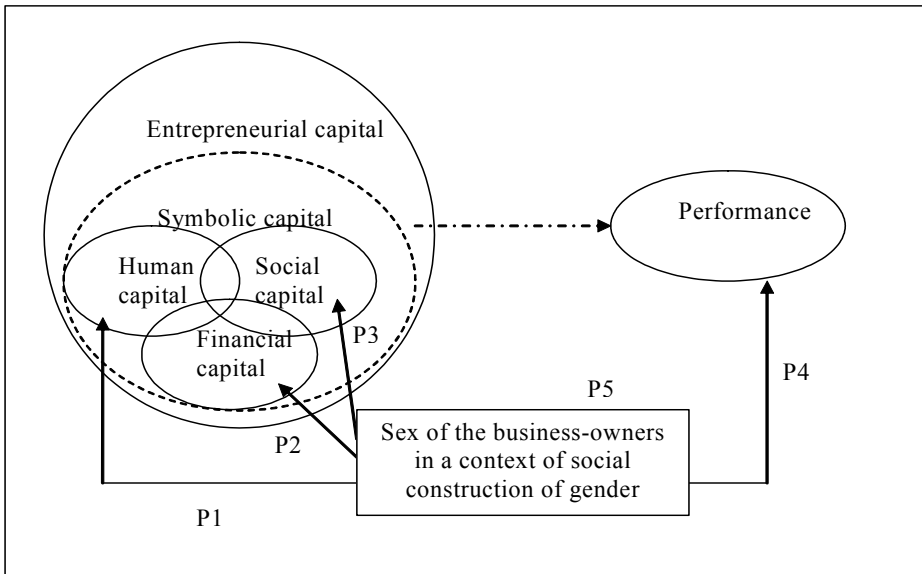 Entrepreneurial capital
Symbolic capital
Performance
Human
capital
Social
capital
Financial
capital
P3
P4
P5
P2
Sex of the business-owners
in a context of social
construction of gender
P1